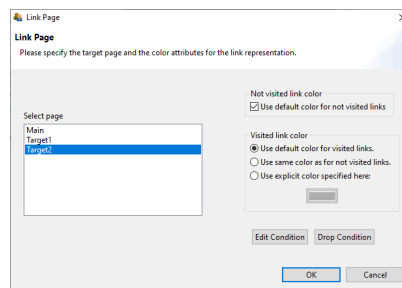 Link Page
Link Page
Please specify the target page and the color attributes for the link representation.
Not visited link color
Use default color for not visited links
Select page
Main
Target1
Target2
Visited link color
Use default color for visited links.
Use same color as for not visited links.
Use explicit color specified here:
Edit Condition
Drop Condition
OK
Cancel